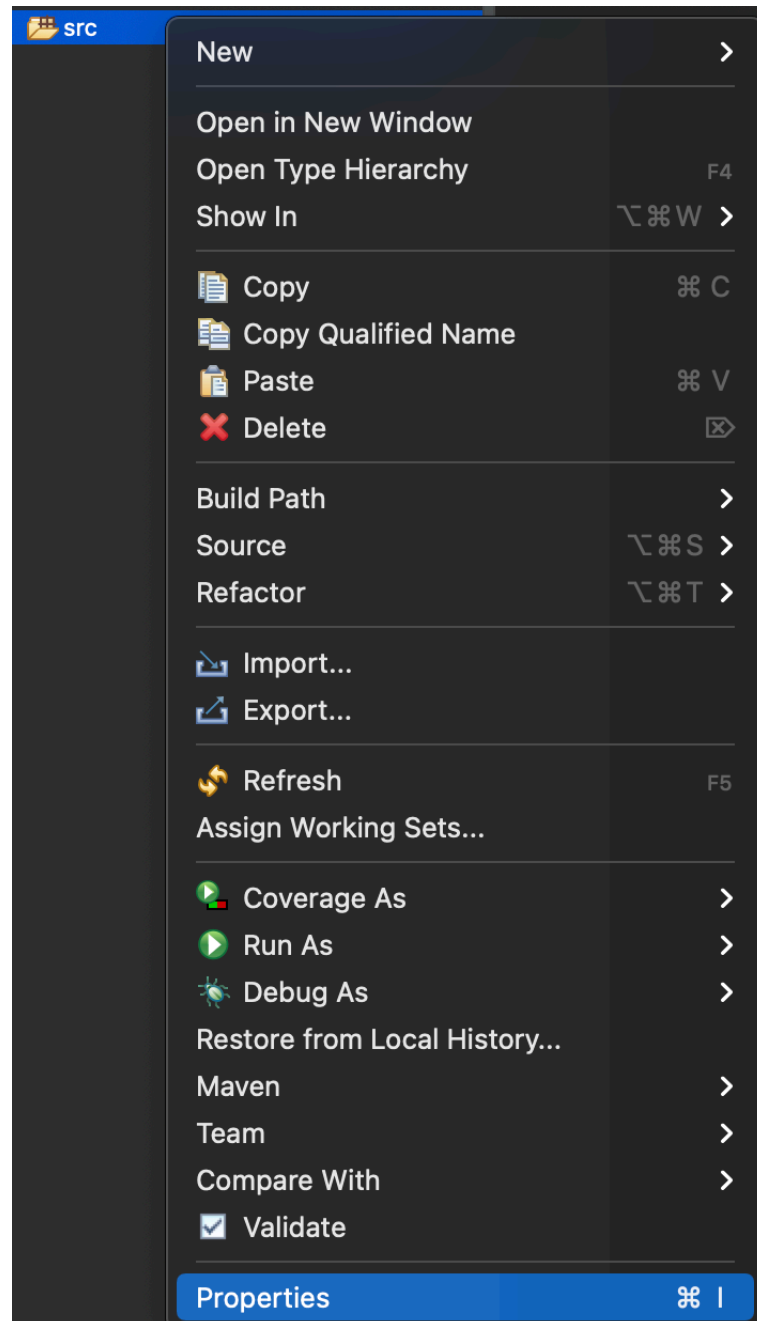 src
New
Open in New Window
Open Type Hierarchy F4
Show In ⌥⌘W
Copy ⌘ C
Copy Qualified Name
Paste ⌘ V
Delete ⌦
Build Path
Source ⌥⌘S
Refactor ⌥⌘T
Import...
Export...
Refresh F5
Assign Working Sets...
Coverage As
Run As
Debug As
Restore from Local History...
Maven
Team
Compare With
Validate
Properties ⌘ I